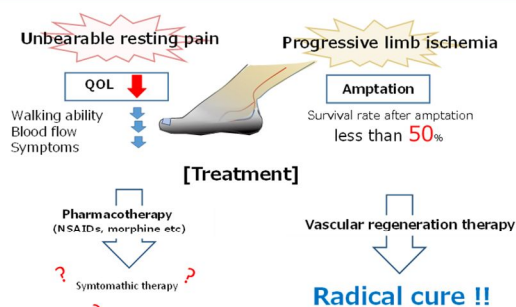 Unbearable resting pain
Progressive limb ischemia
QOL
Amptation
Walking ability
Blood flow
Symptoms
Survival rate after amptation
less than 50%
[Treatment]
Pharmacotherapy
(NSAIDs, morphine etc)
Vascular regeneration therapy
? Symtomathic therapy ?
Radical cure !!